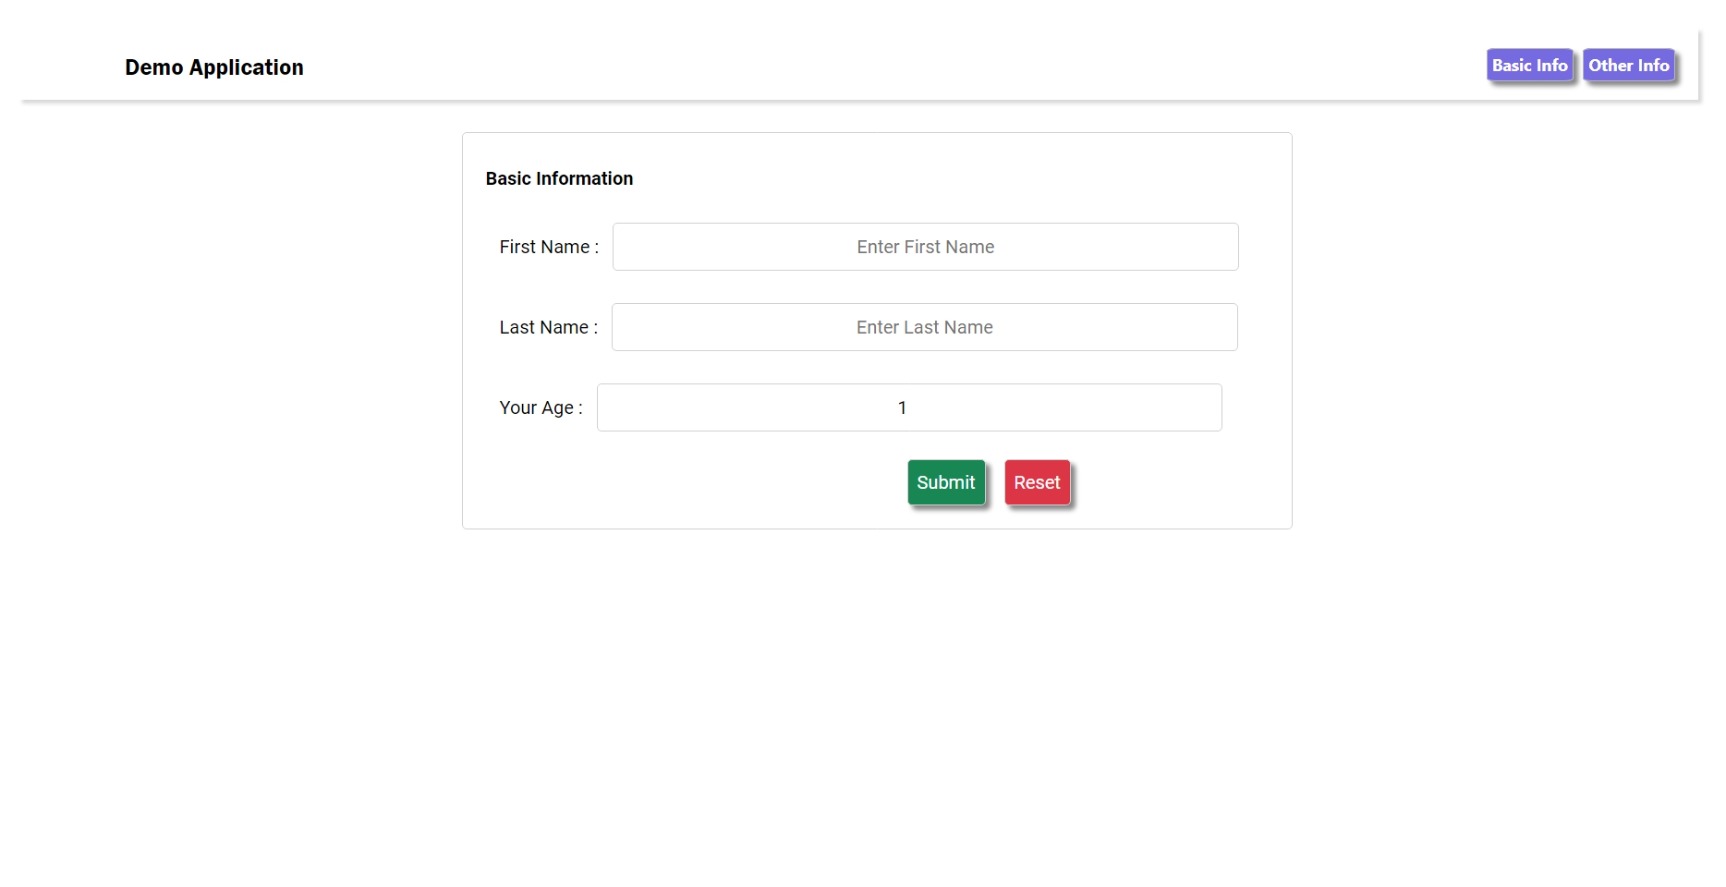 Demo Application
Basic Info Other Info
Basic Information
First Name : Enter First Name
Last Name : Enter Last Name
Your Age : 1
Submit Reset